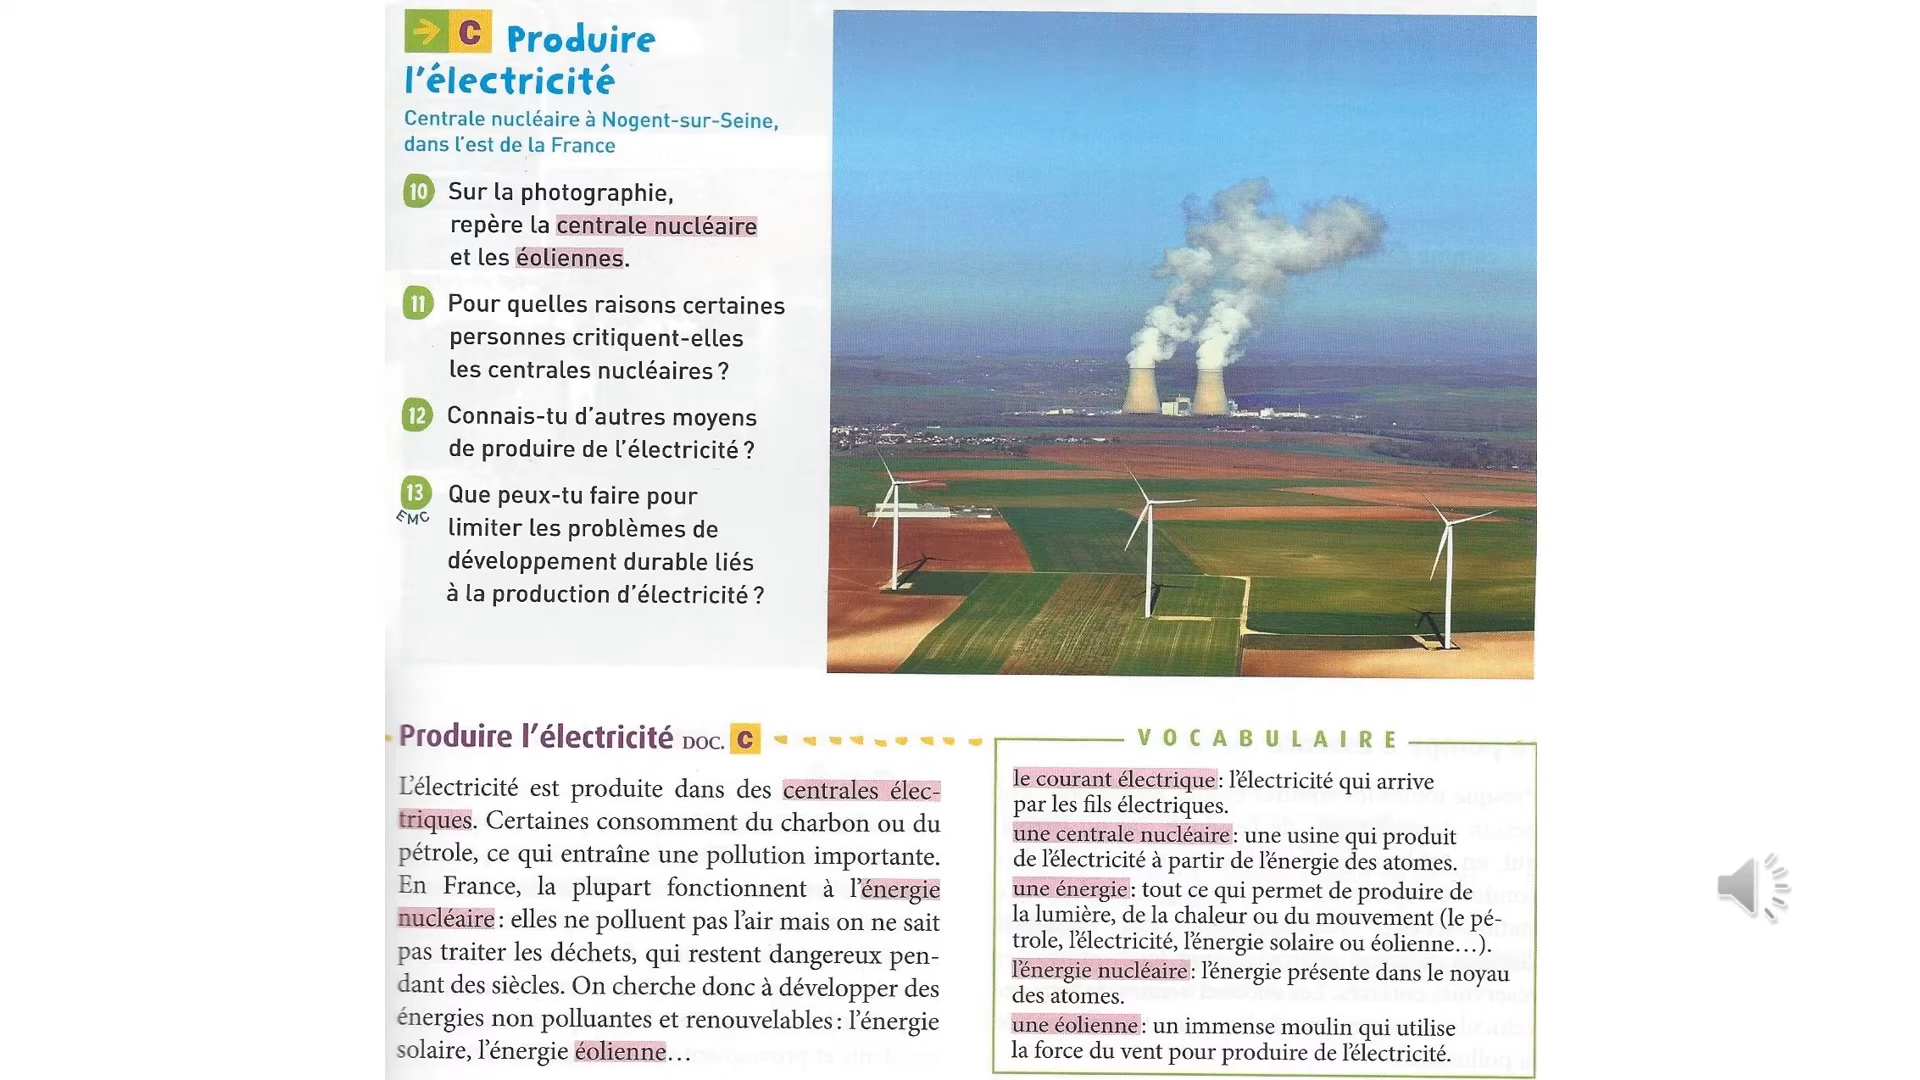 C Produire
l'électricité
Centrale nucléaire à Nogent-sur-Seine,
dans l'est de la France
10 Sur la photographie,
repère la centrale nucléaire
et les éoliennes.
11 Pour quelles raisons certaines
personnes critiquent-elles
les centrales nucléaires ?
12 Connais-tu d'autres moyens
de produire de l'électricité ?
13 Que peux-tu faire pour
EMC
limiter les problèmes de
développement durable liés
à la production d'électricité ?
Produire l'électricité DOC. C
L'électricité est produite dans des centrales élec-
triques. Certaines consomment du charbon ou du
pétrole, ce qui entraîne une pollution importante.
En France, la plupart fonctionnent à l'énergie
nucléaire : elles ne polluent pas l'air mais on ne sait
pas traiter les déchets, qui restent dangereux pen-
dant des siècles. On cherche donc à développer des
énergies non polluantes et renouvelables : l'énergie
solaire, l'énergie éolienne...
VOCABULAIRE
le courant électrique : l'électricité qui arrive
par les fils électriques.
une centrale nucléaire : une usine qui produit
de l'électricité à partir de l'énergie des atomes.
une énergie : tout ce qui permet de produire de
la lumière, de la chaleur ou du mouvement (le pé-
trole, l'électricité, l'énergie solaire ou éolienne...).
l'énergie nucléaire : l'énergie présente dans le noyau
des atomes.
une éolienne : un immense moulin qui utilise
la force du vent pour produire de l'électricité.